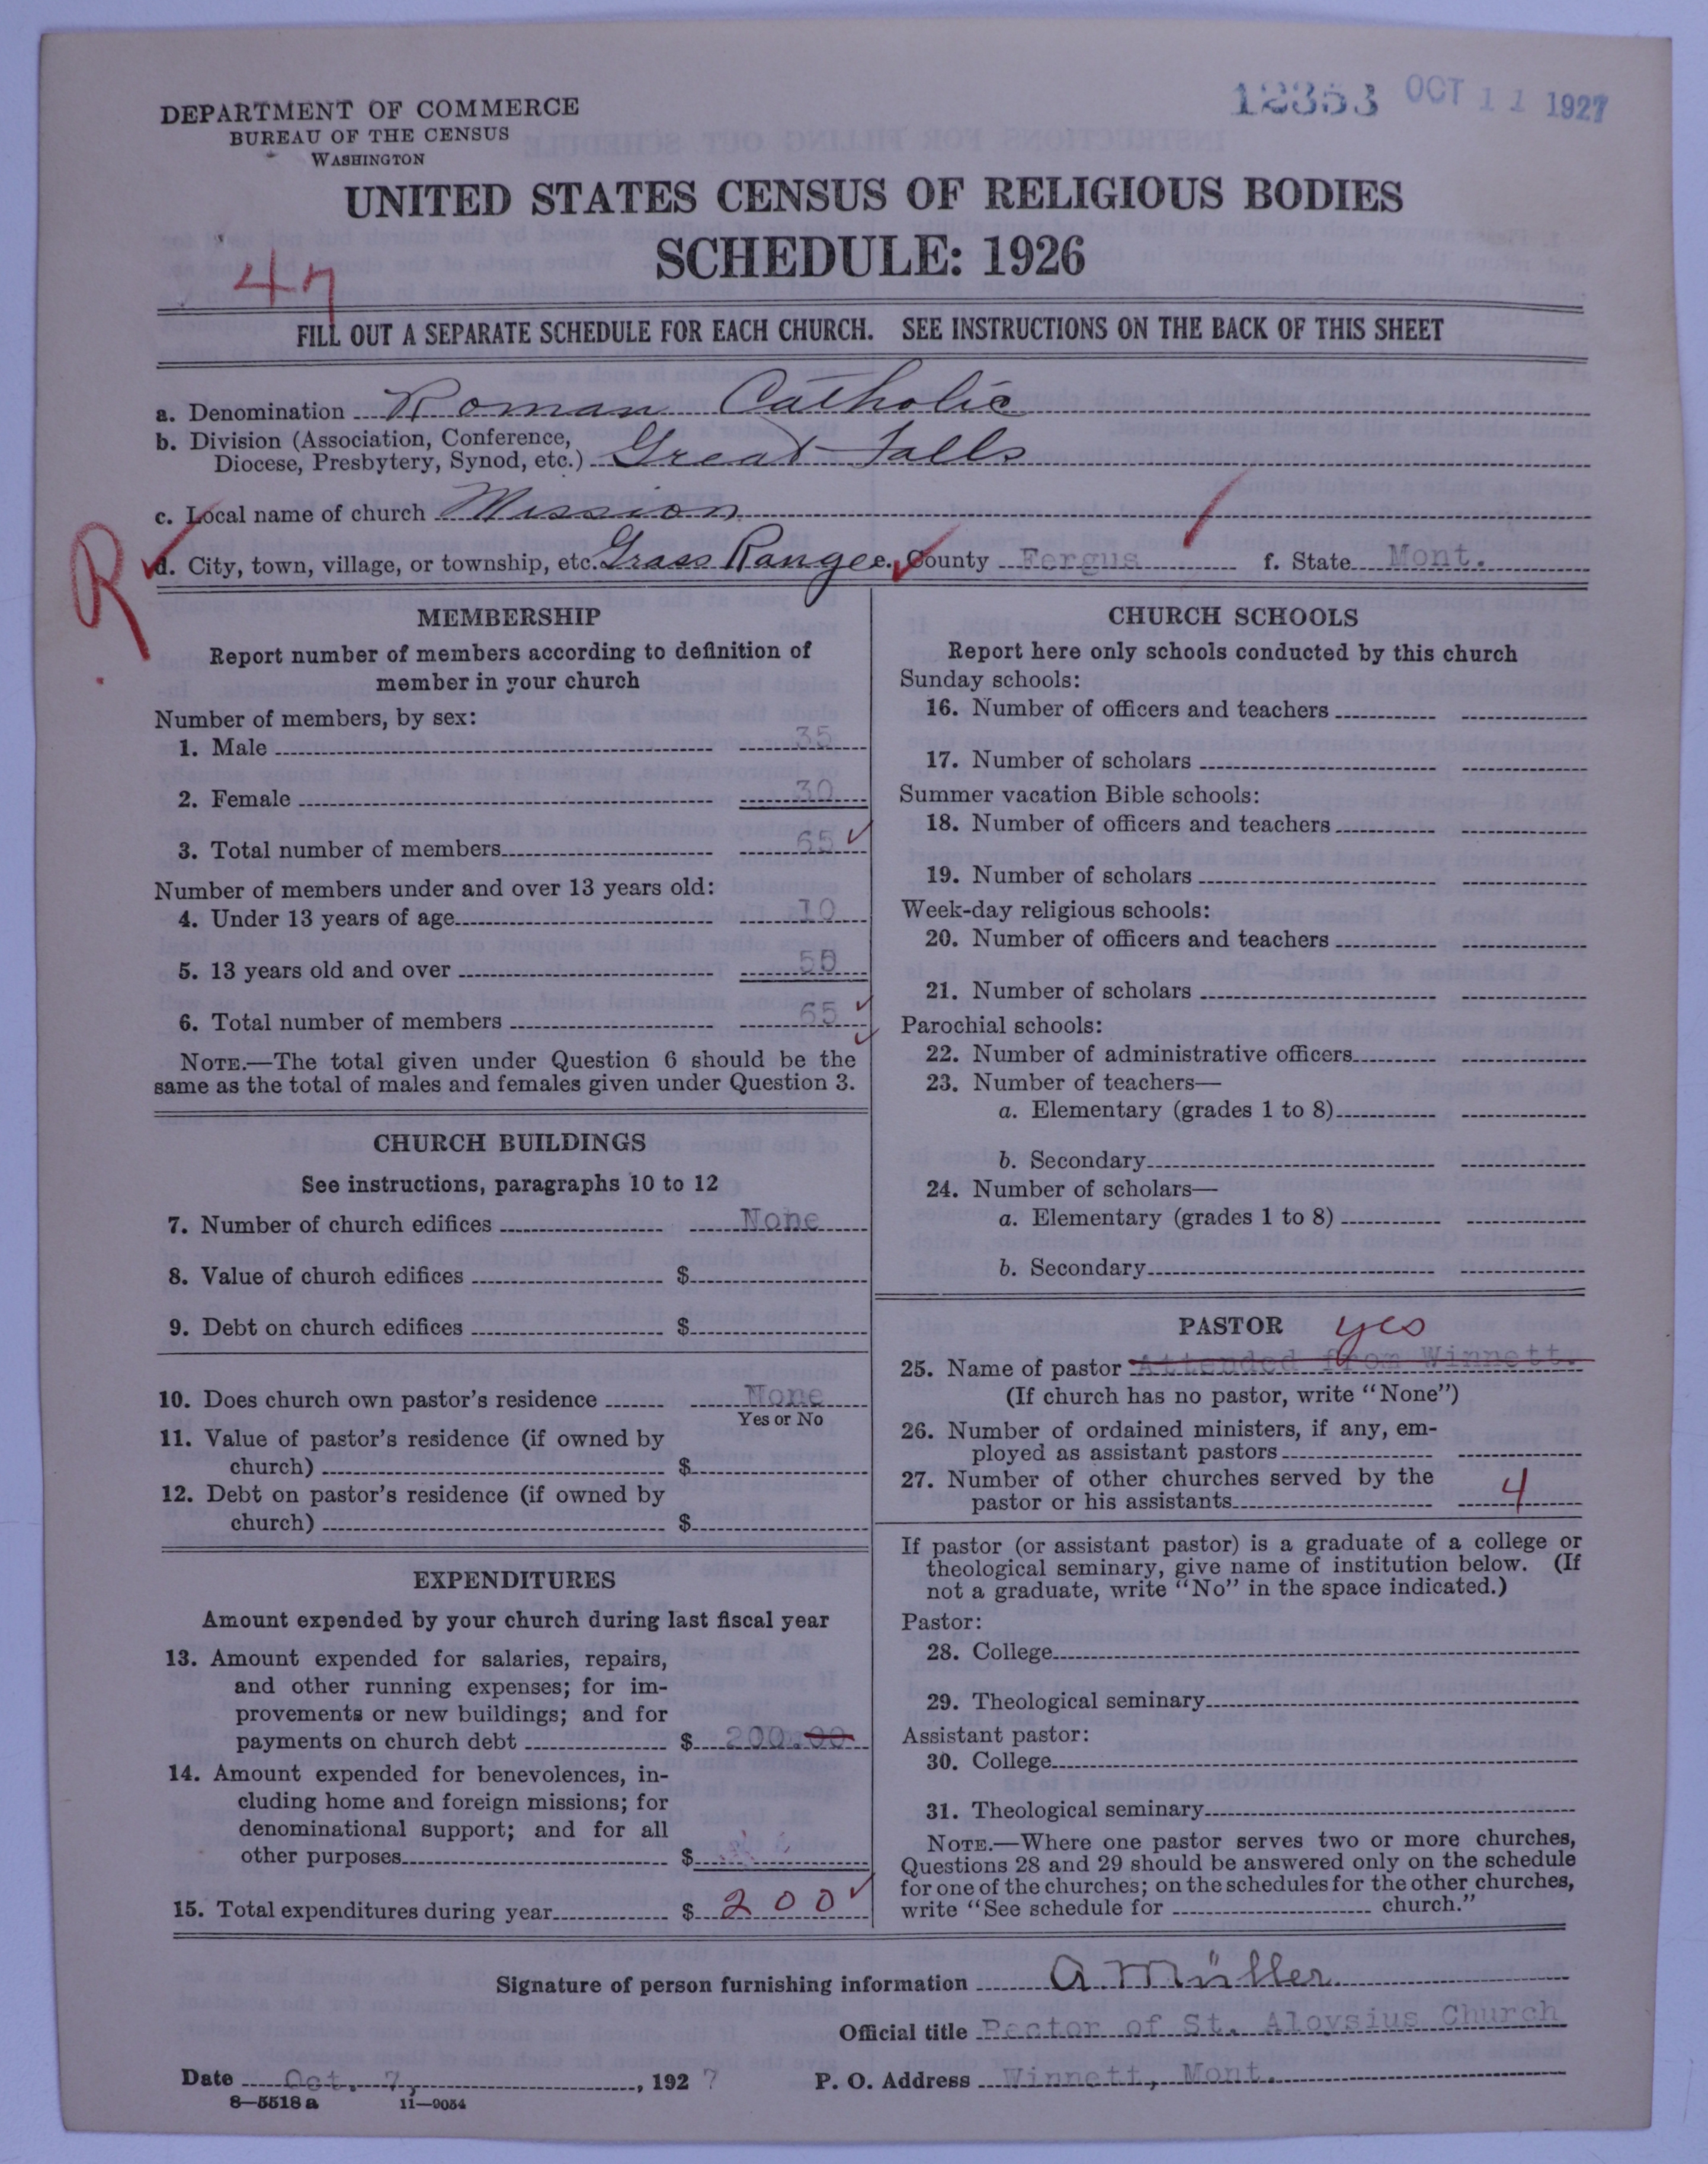 12353 OCT 11 1927
DEPARTMENT OF COMMERCE
BUREAU OF THE CENSUS
WASHINGTON
UNITED STATES CENSUS OF RELIGIOUS BODIES
SCHEDULE: 1926
47
FILL OUT A SEPARATE SCHEDULE FOR EACH CHURCH. SEE INSTRUCTIONS ON THE BACK OF THIS SHEET
a. Denomination Roman Catholic
b. Division (Association, Conference,
Diocese, Presbytery, Synod, etc.) Great Falls
c. Local name of church Mission
R
d. City, town, village, or township, etc. Grass Range e. County Fergus f. State Mont.
MEMBERSHIP
Report number of members according to definition of
member in your church
Number of members, by sex:
1. Male 35
2. Female 30
3. Total number of members 65 ✓
Number of members under and over 13 years old:
4. Under 13 years of age 10
5. 13 years old and over
6. Total number of members 65 ✓
NOTE.—The total given under Question 6 should be the
same as the total of males and females given under Question 3.
CHURCH BUILDINGS
See instructions, paragraphs 10 to 12
7. Number of church edifices None
8. Value of church edifices $
9. Debt on church edifices $
10. Does church own pastor's residence None
Yes or No
11. Value of pastor's residence (if owned by
church) $
12. Debt on pastor's residence (if owned by
church) $
EXPENDITURES
Amount expended by your church during last fiscal year
13. Amount expended for salaries, repairs,
and other running expenses; for im-
provements or new buildings; and for
payments on church debt $ 200.00
14. Amount expended for benevolences, in-
cluding home and foreign missions; for
denominational support; and for all
other purposes $
15. Total expenditures during year $ 200 ✓
CHURCH SCHOOLS
Report here only schools conducted by this church
Sunday schools:
16. Number of officers and teachers
17. Number of scholars
Summer vacation Bible schools:
18. Number of officers and teachers
19. Number of scholars
Week-day religious schools:
20. Number of officers and teachers
21. Number of scholars
Parochial schools:
22. Number of administrative officers
23. Number of teachers—
a. Elementary (grades 1 to 8)
b. Secondary
24. Number of scholars—
a. Elementary (grades 1 to 8)
b. Secondary
PASTOR yes
25. Name of pastor Attended from Winnett.
(If church has no pastor, write "None")
26. Number of ordained ministers, if any, em-
ployed as assistant pastors
27. Number of other churches served by the
pastor or his assistants 4
If pastor (or assistant pastor) is a graduate of a college or
theological seminary, give name of institution below. (If
not a graduate, write "No" in the space indicated.)
Pastor:
28. College
29. Theological seminary
Assistant pastor:
30. College
31. Theological seminary
NOTE.—Where one pastor serves two or more churches,
Questions 28 and 29 should be answered only on the schedule
for one of the churches; on the schedules for the other churches,
write "See schedule for church."
Signature of person furnishing information A Müller
Official title Rector of St. Aloysius Church
Date Oct. 7, 1927 P. O. Address Winnett, Mont.
8—5518 a 11—9054